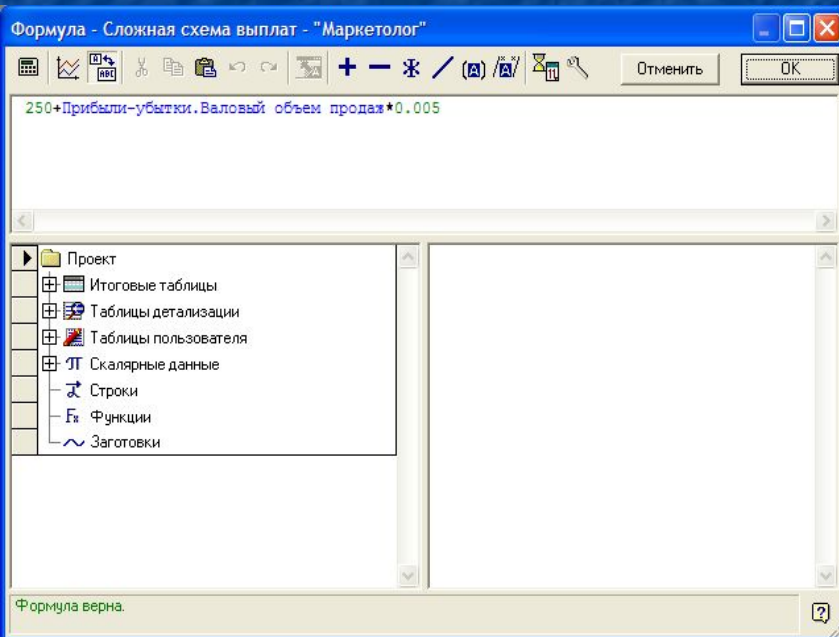 Формула - Сложная схема выплат - "Маркетолог"
Отменить
OK
250+Прибыли-убытки.Валовый объем продаж*0.005
Проект
Итоговые таблицы
Таблицы детализации
Таблицы пользователя
Скалярные данные
Строки
Функции
Заготовки
Формула верна.